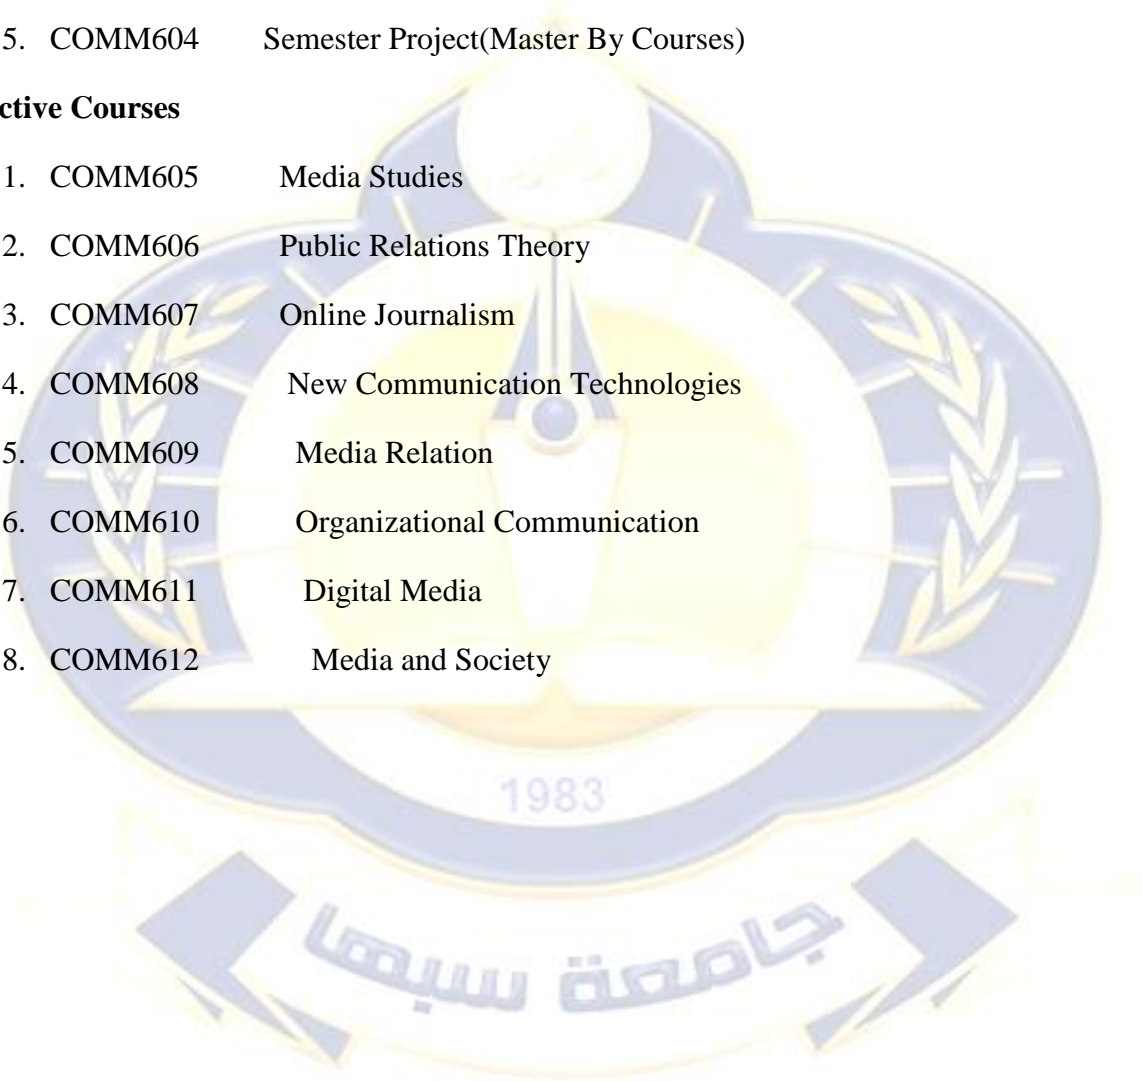 5. COMM604 Semester Project(Master By Courses)
ctive Courses
1. COMM605 Media Studies
2. COMM606 Public Relations Theory
3. COMM607 Online Journalism
4. COMM608 New Communication Technologies
5. COMM609 Media Relation
6. COMM610 Organizational Communication
7. COMM611 Digital Media
8. COMM612 Media and Society
1983
جامعة سبها